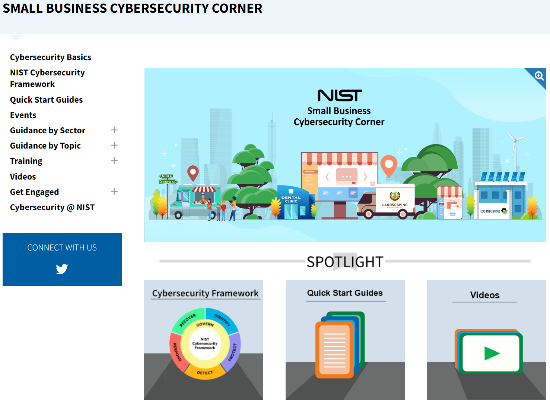 SMALL BUSINESS CYBERSECURITY CORNER
Cybersecurity Basics
NIST Cybersecurity
Framework
Quick Start Guides
Events
Guidance by Sector
Guidance by Topic
Training
Videos
Get Engaged
Cybersecurity @ NIST
CONNECT WITH US
NIST
Small Business
Cybersecurity Corner
DENTAL
CLINIC
LANDSCAPING
SPOTLIGHT
Cybersecurity Framework
RECOVER
IDENTIFY
GOVERN
NIST
Cybersecurity
Framework
RESPOND
PROTECT
DETECT
Quick Start Guides
Videos